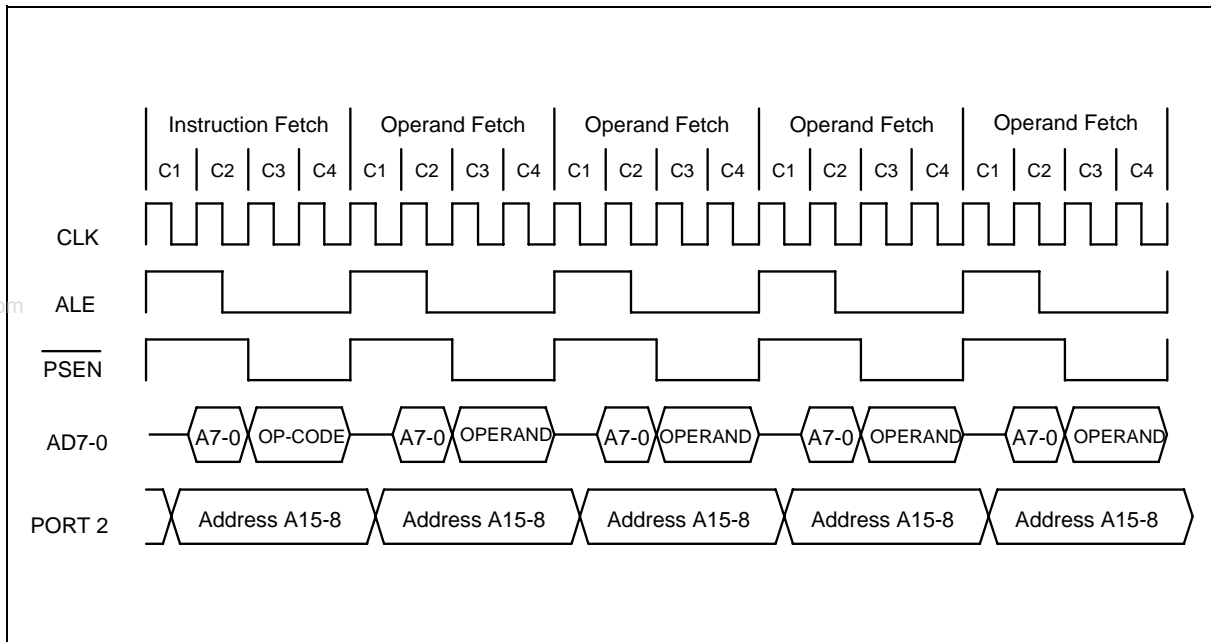 Instruction Fetch Operand Fetch Operand Fetch Operand Fetch Operand Fetch
C1 C2 C3 C4 C1 C2 C3 C4 C1 C2 C3 C4 C1 C2 C3 C4 C1 C2 C3 C4
CLK
om ALE
PSEN
AD7-0 A7-0 OP-CODE A7-0 OPERAND A7-0 OPERAND A7-0 OPERAND A7-0 OPERAND
PORT 2 Address A15-8 Address A15-8 Address A15-8 Address A15-8 Address A15-8